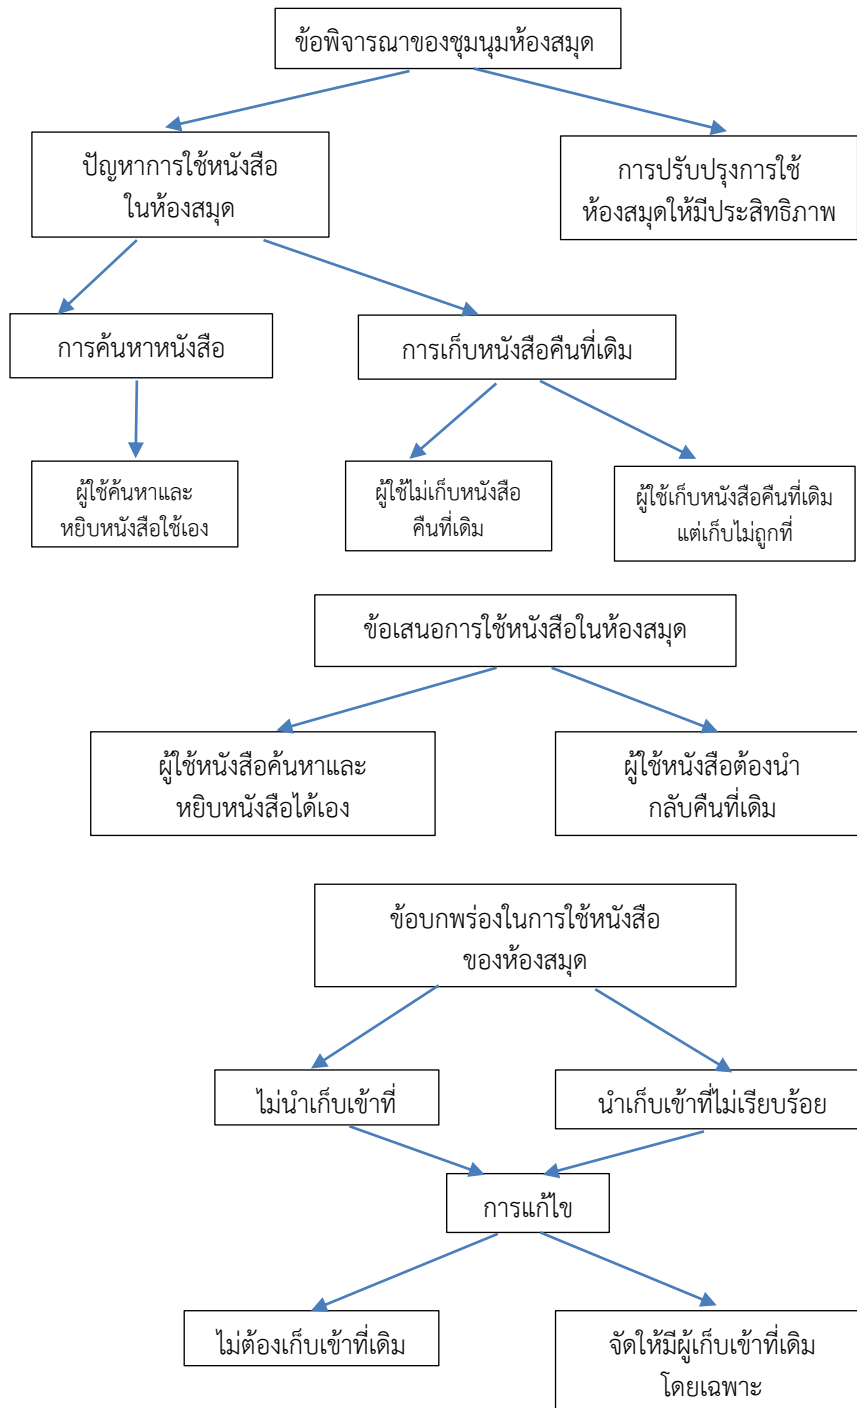 ข้อพิจารณาของชุมนุมห้องสมุด
ปัญหาการใช้หนังสือ
ในห้องสมุด
การปรับปรุงการใช้
ห้องสมุดให้มีประสิทธิภาพ
การค้นหาหนังสือ
การเก็บหนังสือคืนที่เดิม
ผู้ใช้ค้นหาและ
หยิบหนังสือใช้เอง
ผู้ใช้ไม่เก็บหนังสือ
คืนที่เดิม
ผู้ใช้เก็บหนังสือคืนที่เดิม
แต่เก็บไม่ถูกที่
ข้อเสนอการใช้หนังสือในห้องสมุด
ผู้ใช้หนังสือค้นหาและ
หยิบหนังสือได้เอง
ผู้ใช้หนังสือต้องนำ
กลับคืนที่เดิม
ข้อบกพร่องในการใช้หนังสือ
ของห้องสมุด
ไม่นำเก็บเข้าที่
นำเก็บเข้าที่ไม่เรียบร้อย
การแก้ไข
ไม่ต้องเก็บเข้าที่เดิม
จัดให้มีผู้เก็บเข้าที่เดิม
โดยเฉพาะ